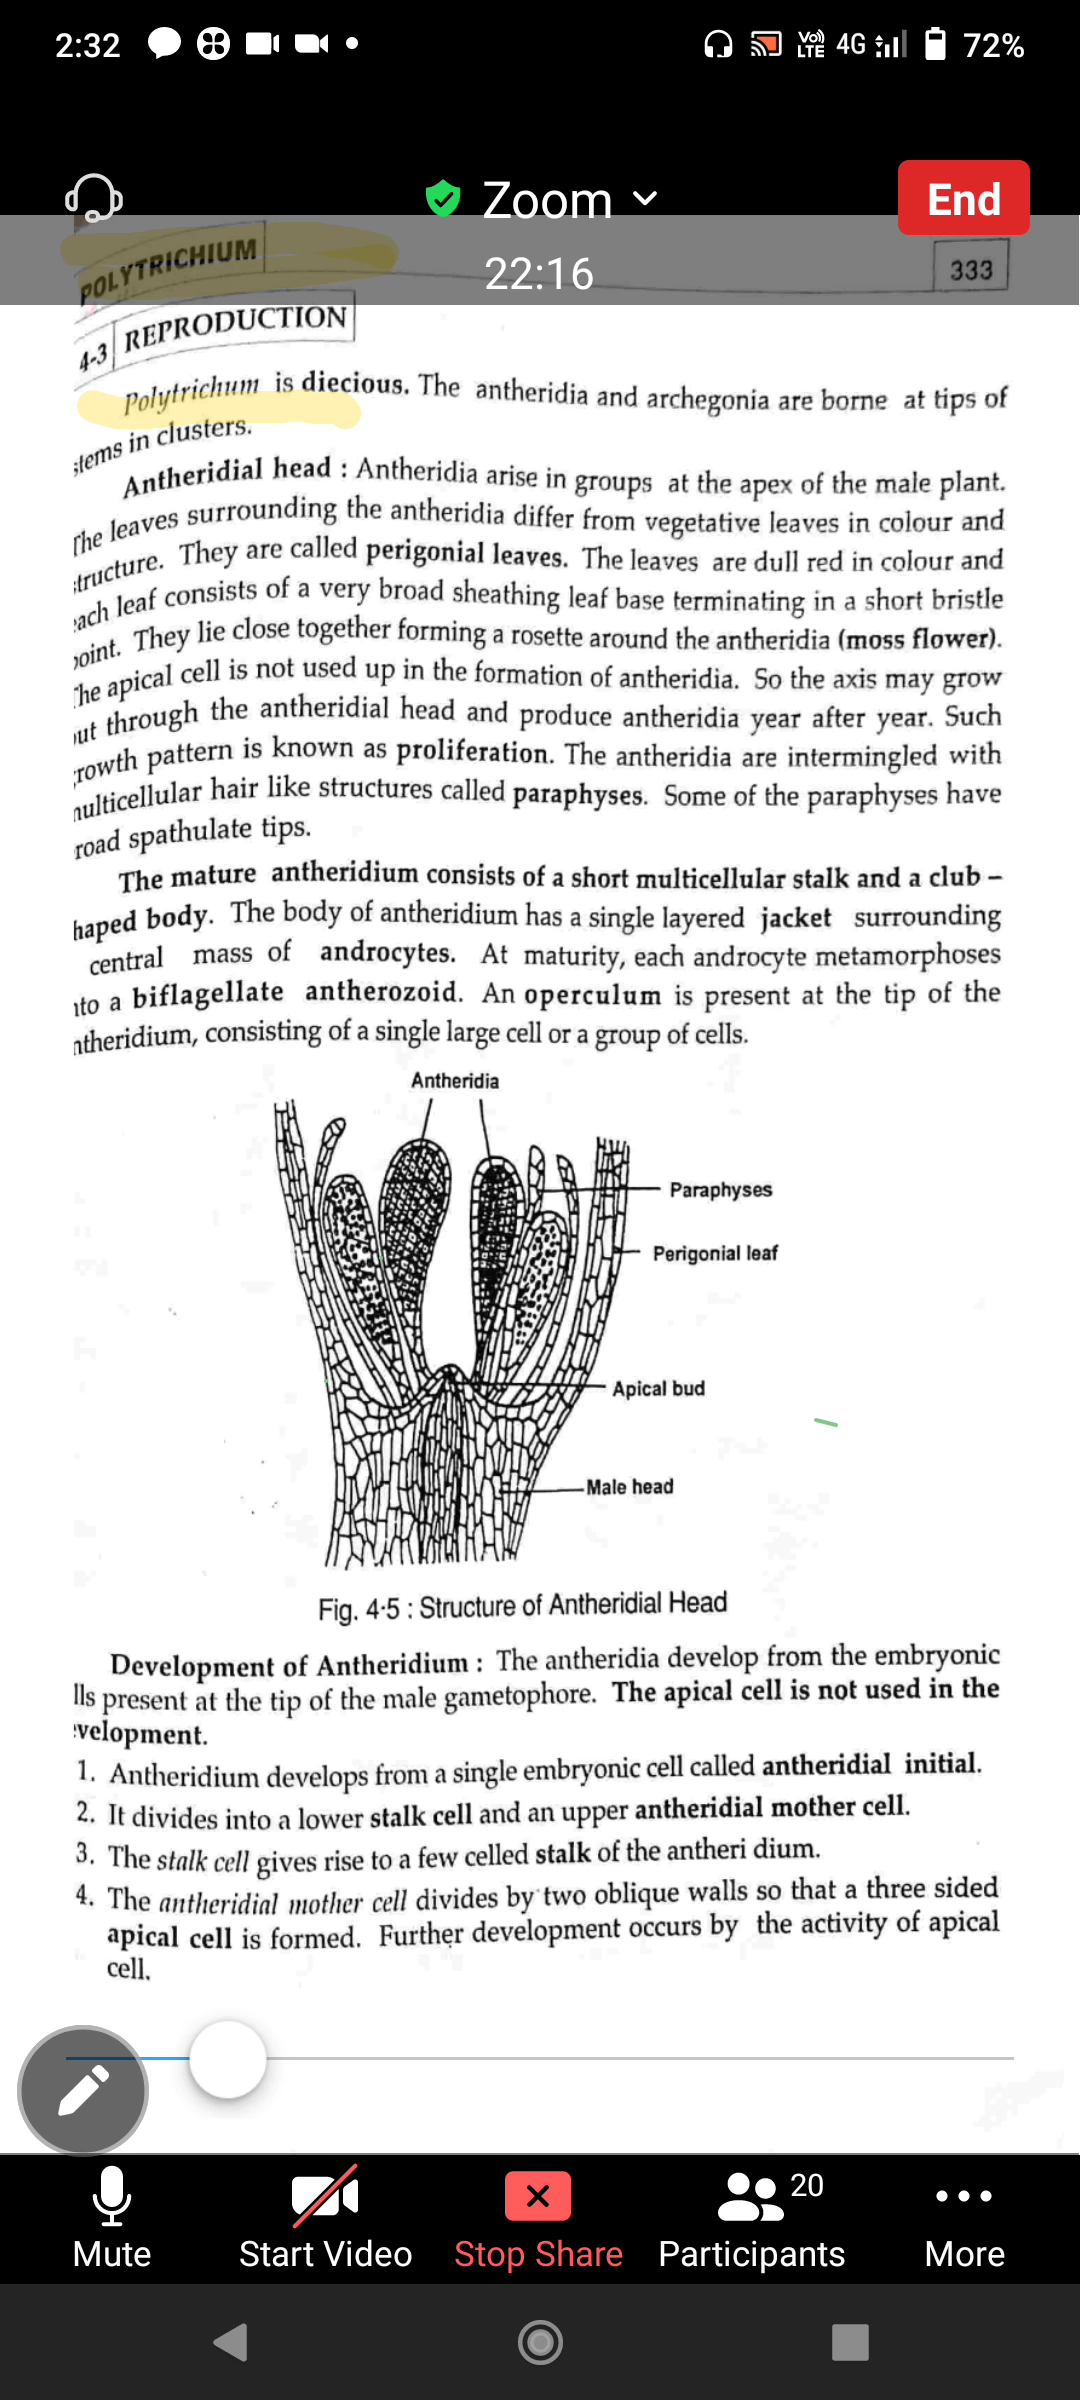 2:32
VoD LTE 4G 72%
Zoom
End
22:16
POLYTRICHIUM
333
4-3 REPRODUCTION
Polytrichum is diecious. The antheridia and archegonia are borne at tips of
stems in clusters.
Antheridial head : Antheridia arise in groups at the apex of the male plant.
The leaves surrounding the antheridia differ from vegetative leaves in colour and
structure. They are called perigonial leaves. The leaves are dull red in colour and
each leaf consists of a very broad sheathing leaf base terminating in a short bristle
point. They lie close together forming a rosette around the antheridia (moss flower).
The apical cell is not used up in the formation of antheridia. So the axis may grow
out through the antheridial head and produce antheridia year after year. Such
growth pattern is known as proliferation. The antheridia are intermingled with
multicellular hair like structures called paraphyses. Some of the paraphyses have
road spathulate tips.
The mature antheridium consists of a short multicellular stalk and a club –
haped body. The body of antheridium has a single layered jacket surrounding
central mass of androcytes. At maturity, each androcyte metamorphoses
nto a biflagellate antherozoid. An operculum is present at the tip of the
ntheridium, consisting of a single large cell or a group of cells.
Antheridia
Paraphyses
Perigonial leaf
Apical bud
Male head
Fig. 4·5 : Structure of Antheridial Head
Development of Antheridium : The antheridia develop from the embryonic
lls present at the tip of the male gametophore. The apical cell is not used in the
evelopment.
1. Antheridium develops from a single embryonic cell called antheridial initial.
2. It divides into a lower stalk cell and an upper antheridial mother cell.
3. The stalk cell gives rise to a few celled stalk of the antheri dium.
4. The antheridial mother cell divides by two oblique walls so that a three sided
apical cell is formed. Further development occurs by the activity of apical
cell.
20
Mute Start Video Stop Share Participants More